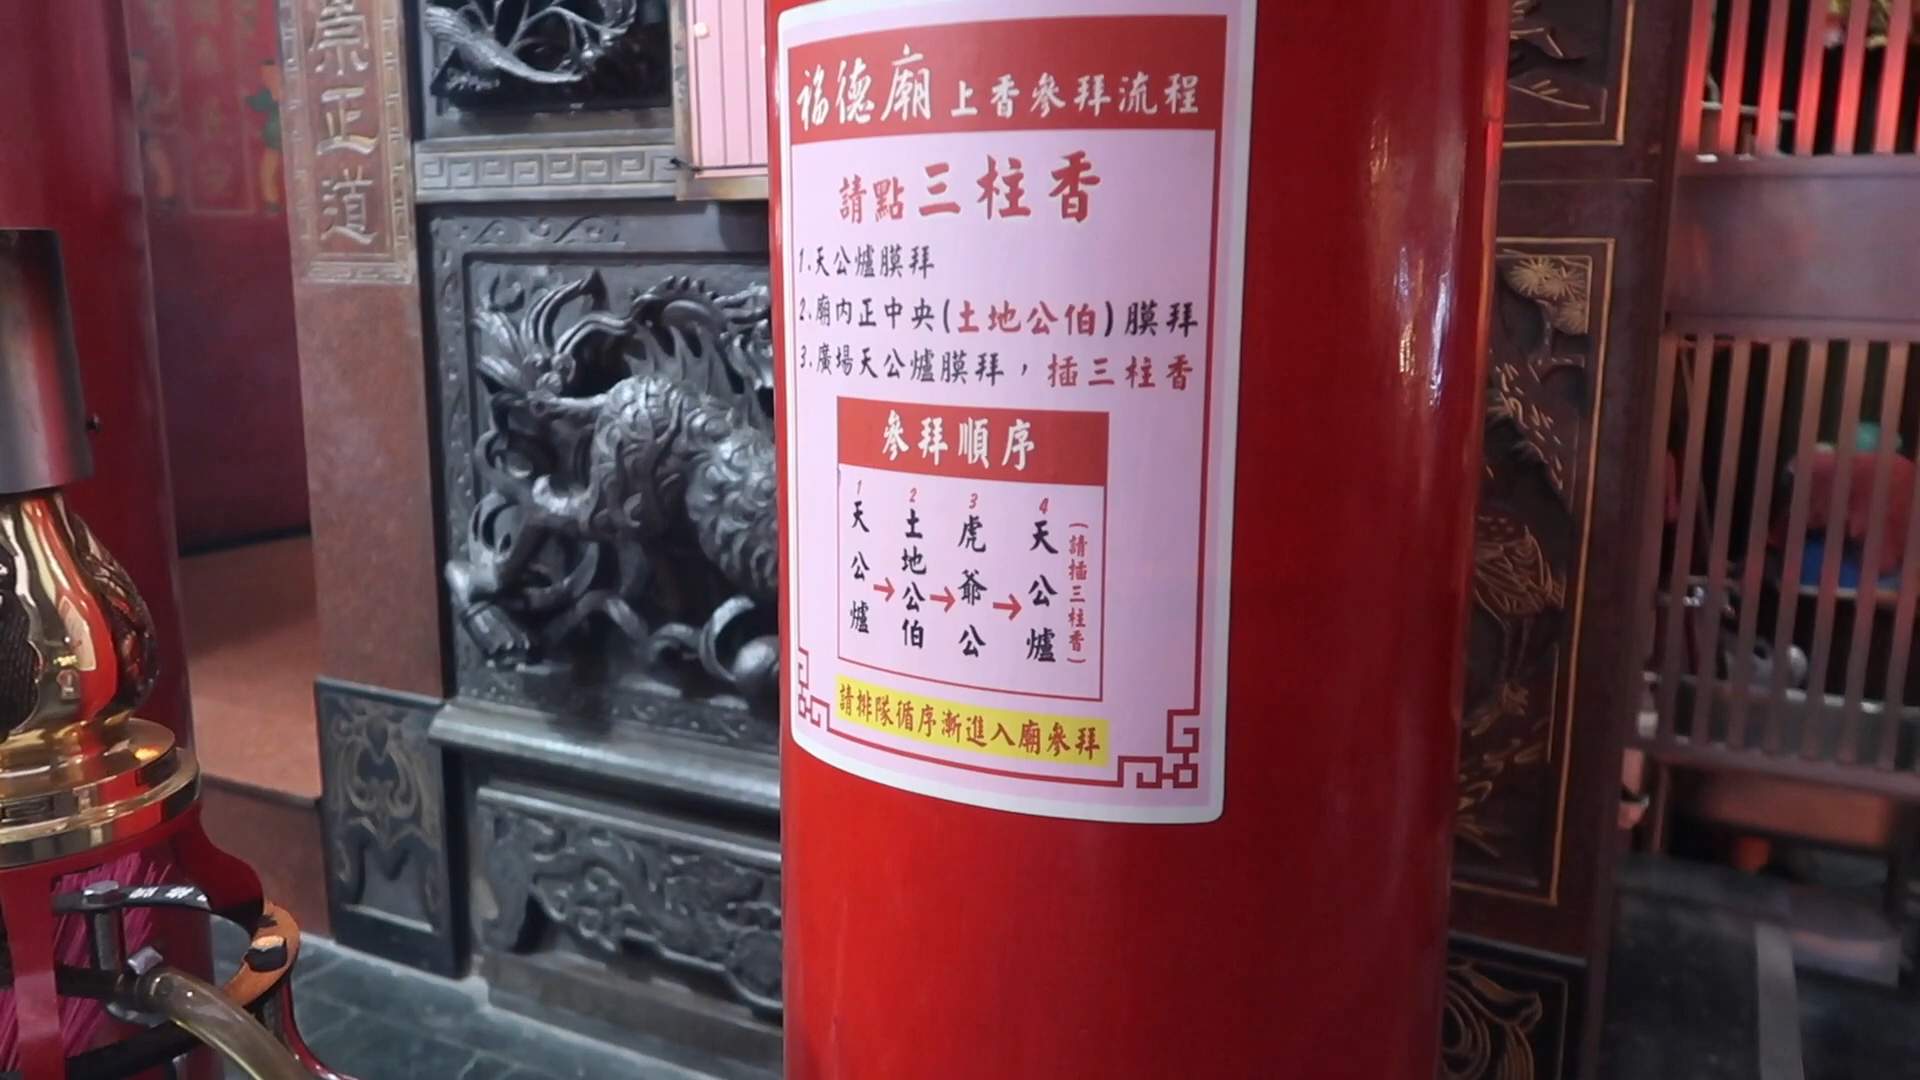 崇正道
福德廟 上香參拜流程
請點三柱香
1.天公爐膜拜
2.廟內正中央(土地公伯)膜拜
3.廣場天公爐膜拜，插三柱香
參拜順序
1 2 3 4
天公爐→土地公伯→虎爺公→天公爐(請插三柱香)
請排隊循序漸進入廟參拜